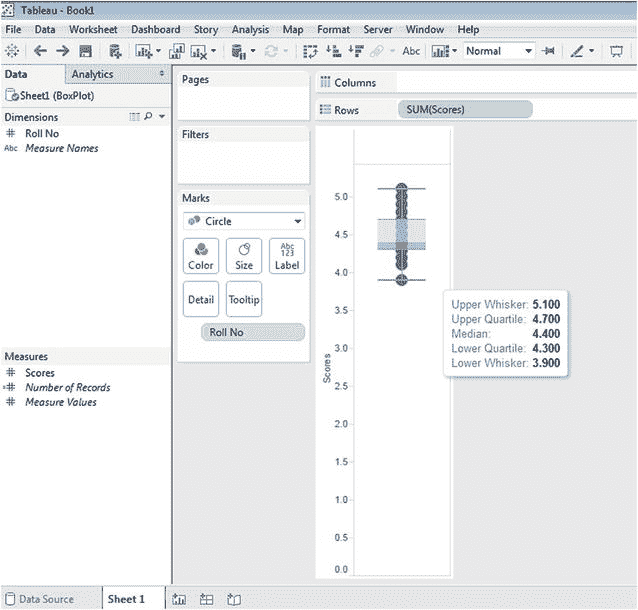 Tableau - Book1
File Data Worksheet Dashboard Story Analysis Map Format Server Window Help
Abc Normal
Data Analytics
Sheet1 (BoxPlot)
Dimensions
# Roll No
Abc Measure Names
Measures
# Scores
=# Number of Records
# Measure Values
Pages
Filters
Marks
Circle
Color Size Abc 123 Label
Detail Tooltip
Roll No
Columns
Rows SUM(Scores)
5.0
4.5
4.0
3.5
3.0
2.5
2.0
1.5
1.0
0.5
0.0
Scores
Upper Whisker: 5.100
Upper Quartile: 4.700
Median: 4.400
Lower Quartile: 4.300
Lower Whisker: 3.900
Data Source Sheet 1